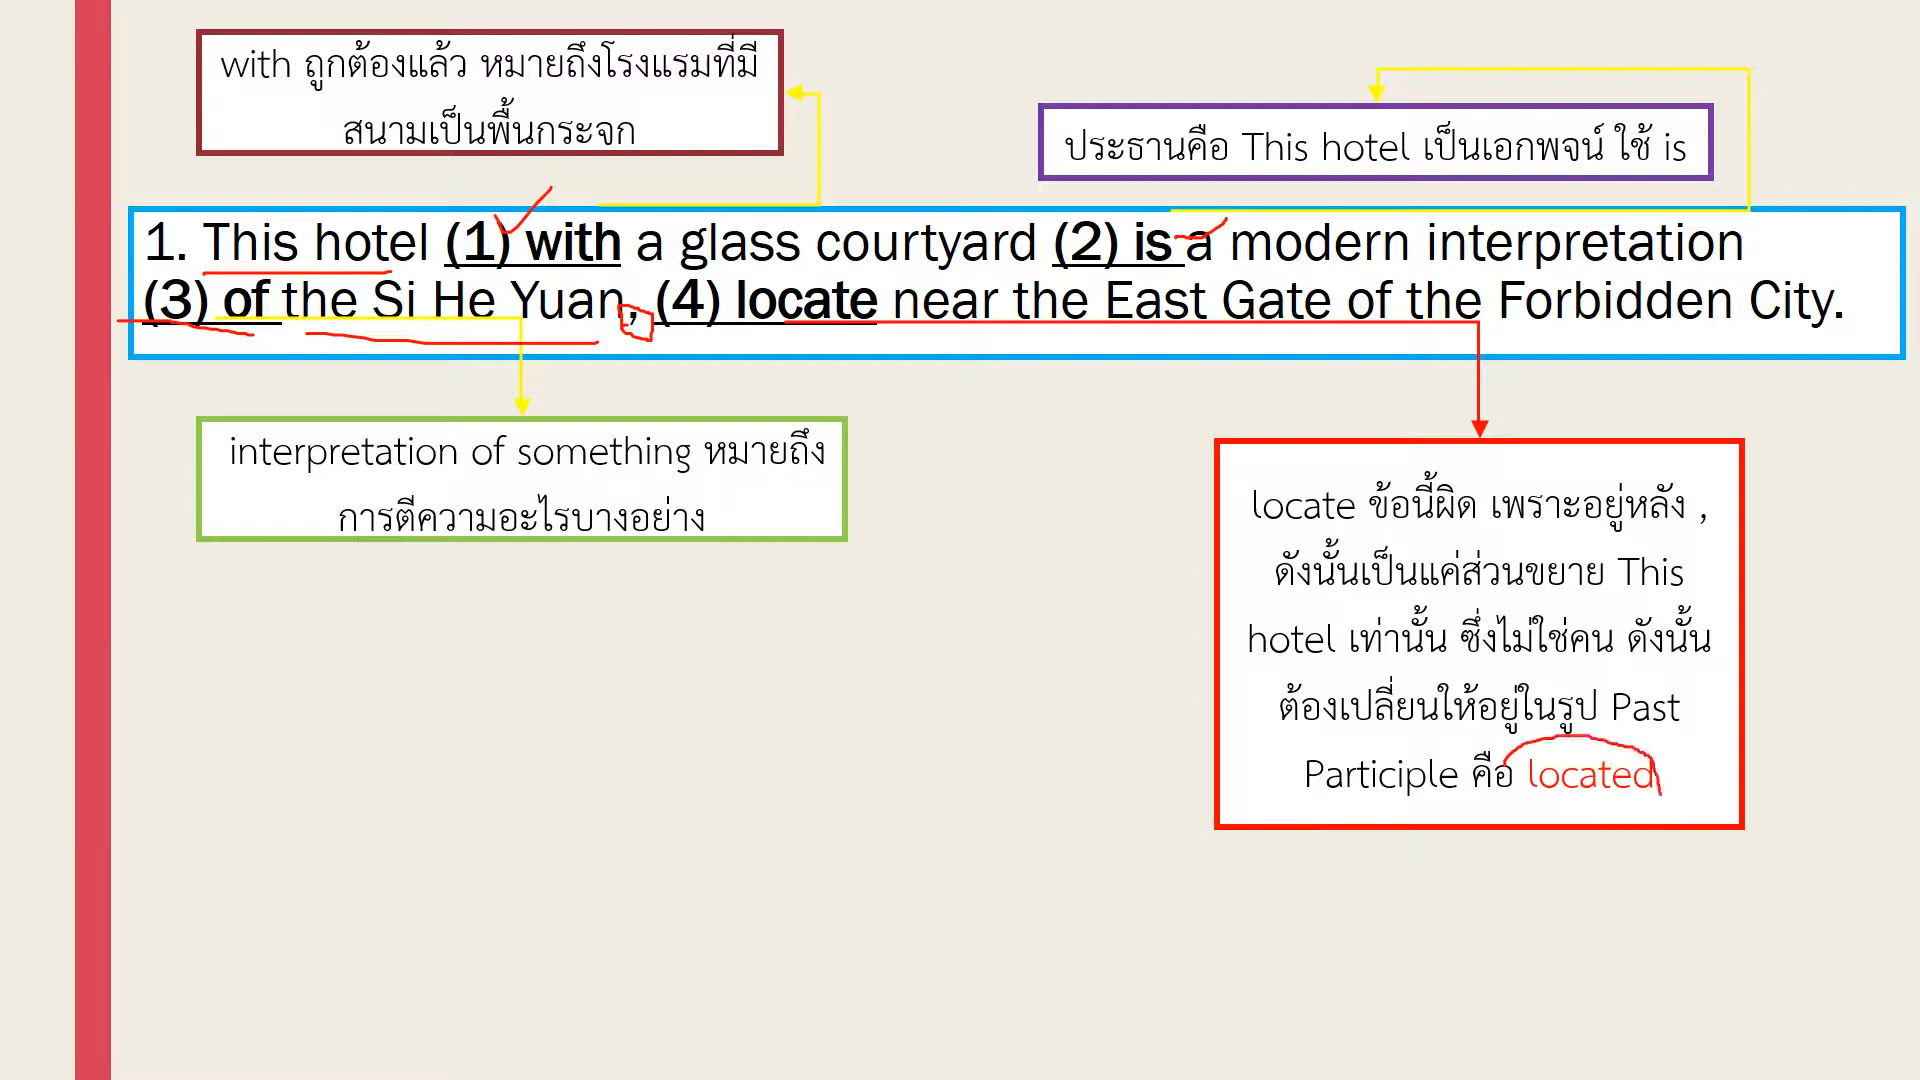 with ถูกต้องแล้ว หมายถึงโรงแรมที่มี
สนามเป็นพื้นกระจก
ประธานคือ This hotel เป็นเอกพจน์ ใช้ is
1. This hotel (1) with a glass courtyard (2) is a modern interpretation
(3) of the Si He Yuan, (4) locate near the East Gate of the Forbidden City.
interpretation of something หมายถึง
การตีความอะไรบางอย่าง
locate ข้อนี้ผิด เพราะอยู่หลัง ,
ดังนั้นเป็นแค่ส่วนขยาย This
hotel เท่านั้น ซึ่งไม่ใช่คน ดังนั้น
ต้องเปลี่ยนให้อยู่ในรูป Past
Participle คือ located